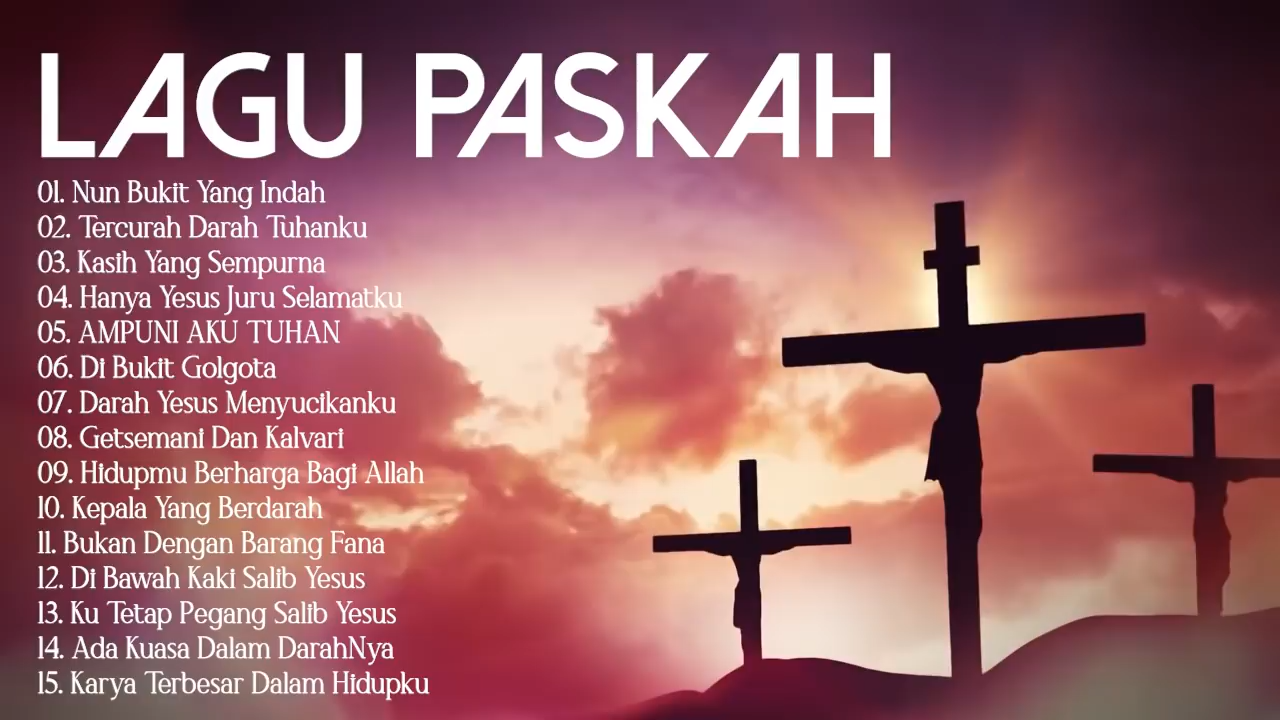 LAGU PASKAH
01. Nun Bukit Yang Indah
02. Tercurah Darah Tuhanku
03. Kasih Yang Sempurna
04. Hanya Yesus Juru Selamatku
05. AMPUNI AKU TUHAN
06. Di Bukit Golgota
07. Darah Yesus Menyucikanku
08. Getsemani Dan Kalvari
09. Hidupmu Berharga Bagi Allah
10. Kepala Yang Berdarah
11. Bukan Dengan Barang Fana
12. Di Bawah Kaki Salib Yesus
13. Ku Tetap Pegang Salib Yesus
14. Ada Kuasa Dalam DarahNya
15. Karya Terbesar Dalam Hidupku